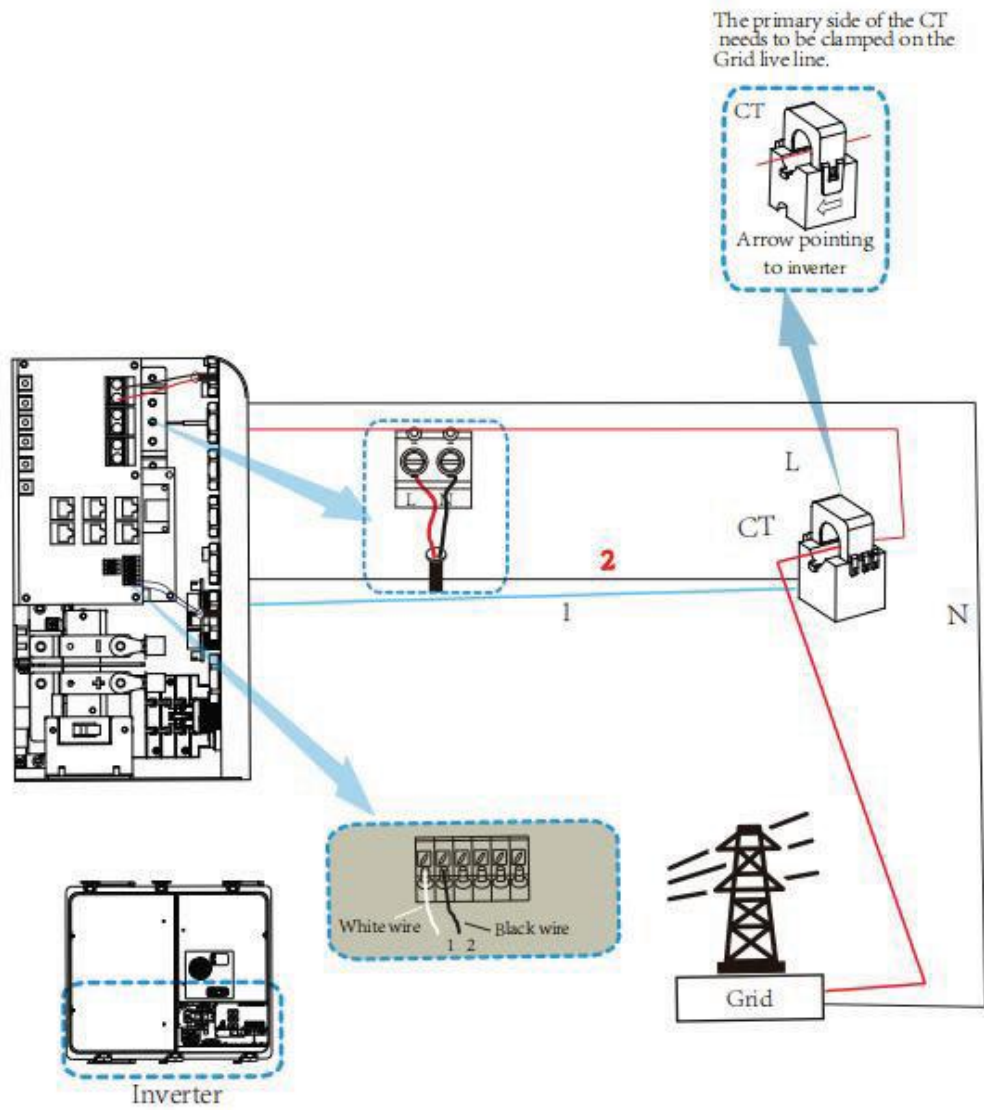 The primary side of the CT
needs to be clamped on the
Grid live line.
CT
Arrow pointing
to inverter
L
L N
CT
2
1
N
White wire
1 2
Black wire
Grid
Inverter